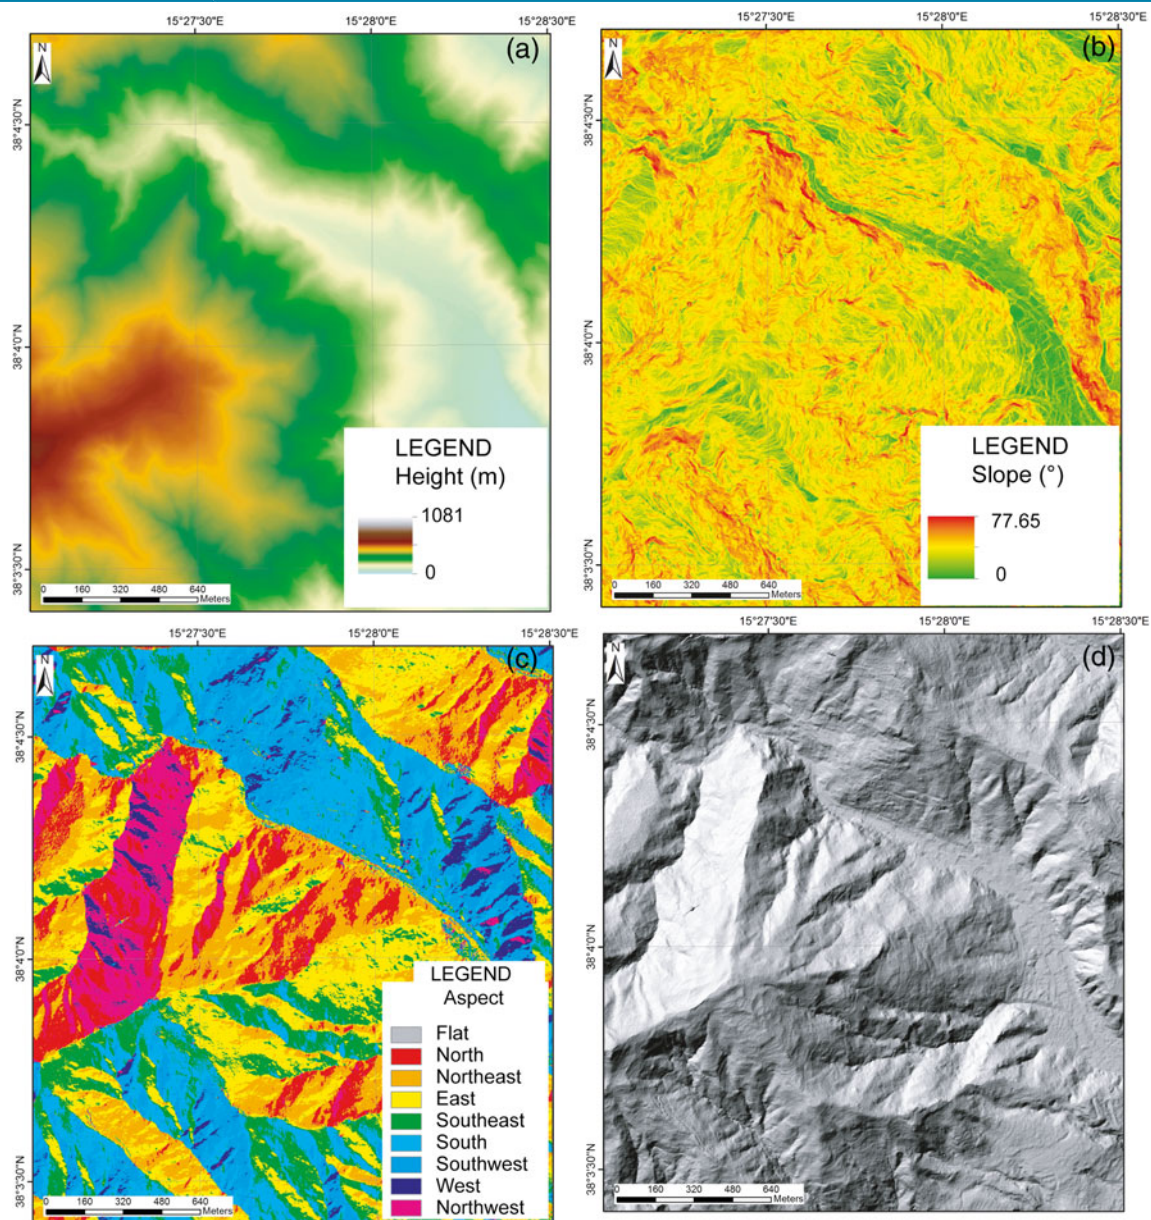 15°27'30"E 15°28'0"E 15°28'30"E
(a)
N
38°4'30"N
38°4'0"N
38°3'30"N
LEGEND
Height (m)
1081
0
0 160 320 480 640
Meters
15°27'30"E 15°28'0"E 15°28'30"E
(b)
N
38°4'30"N
38°4'0"N
38°3'30"N
LEGEND
Slope (°)
77.65
0
0 160 320 480 640
Meters
15°27'30"E 15°28'0"E 15°28'30"E
(c)
N
38°4'30"N
38°4'0"N
38°3'30"N
LEGEND
Aspect
Flat
North
Northeast
East
Southeast
South
Southwest
West
Northwest
0 160 320 480 640
Meters
15°27'30"E 15°28'0"E 15°28'30"E
(d)
N
38°4'30"N
38°4'0"N
38°3'30"N
0 160 320 480 640
Meters